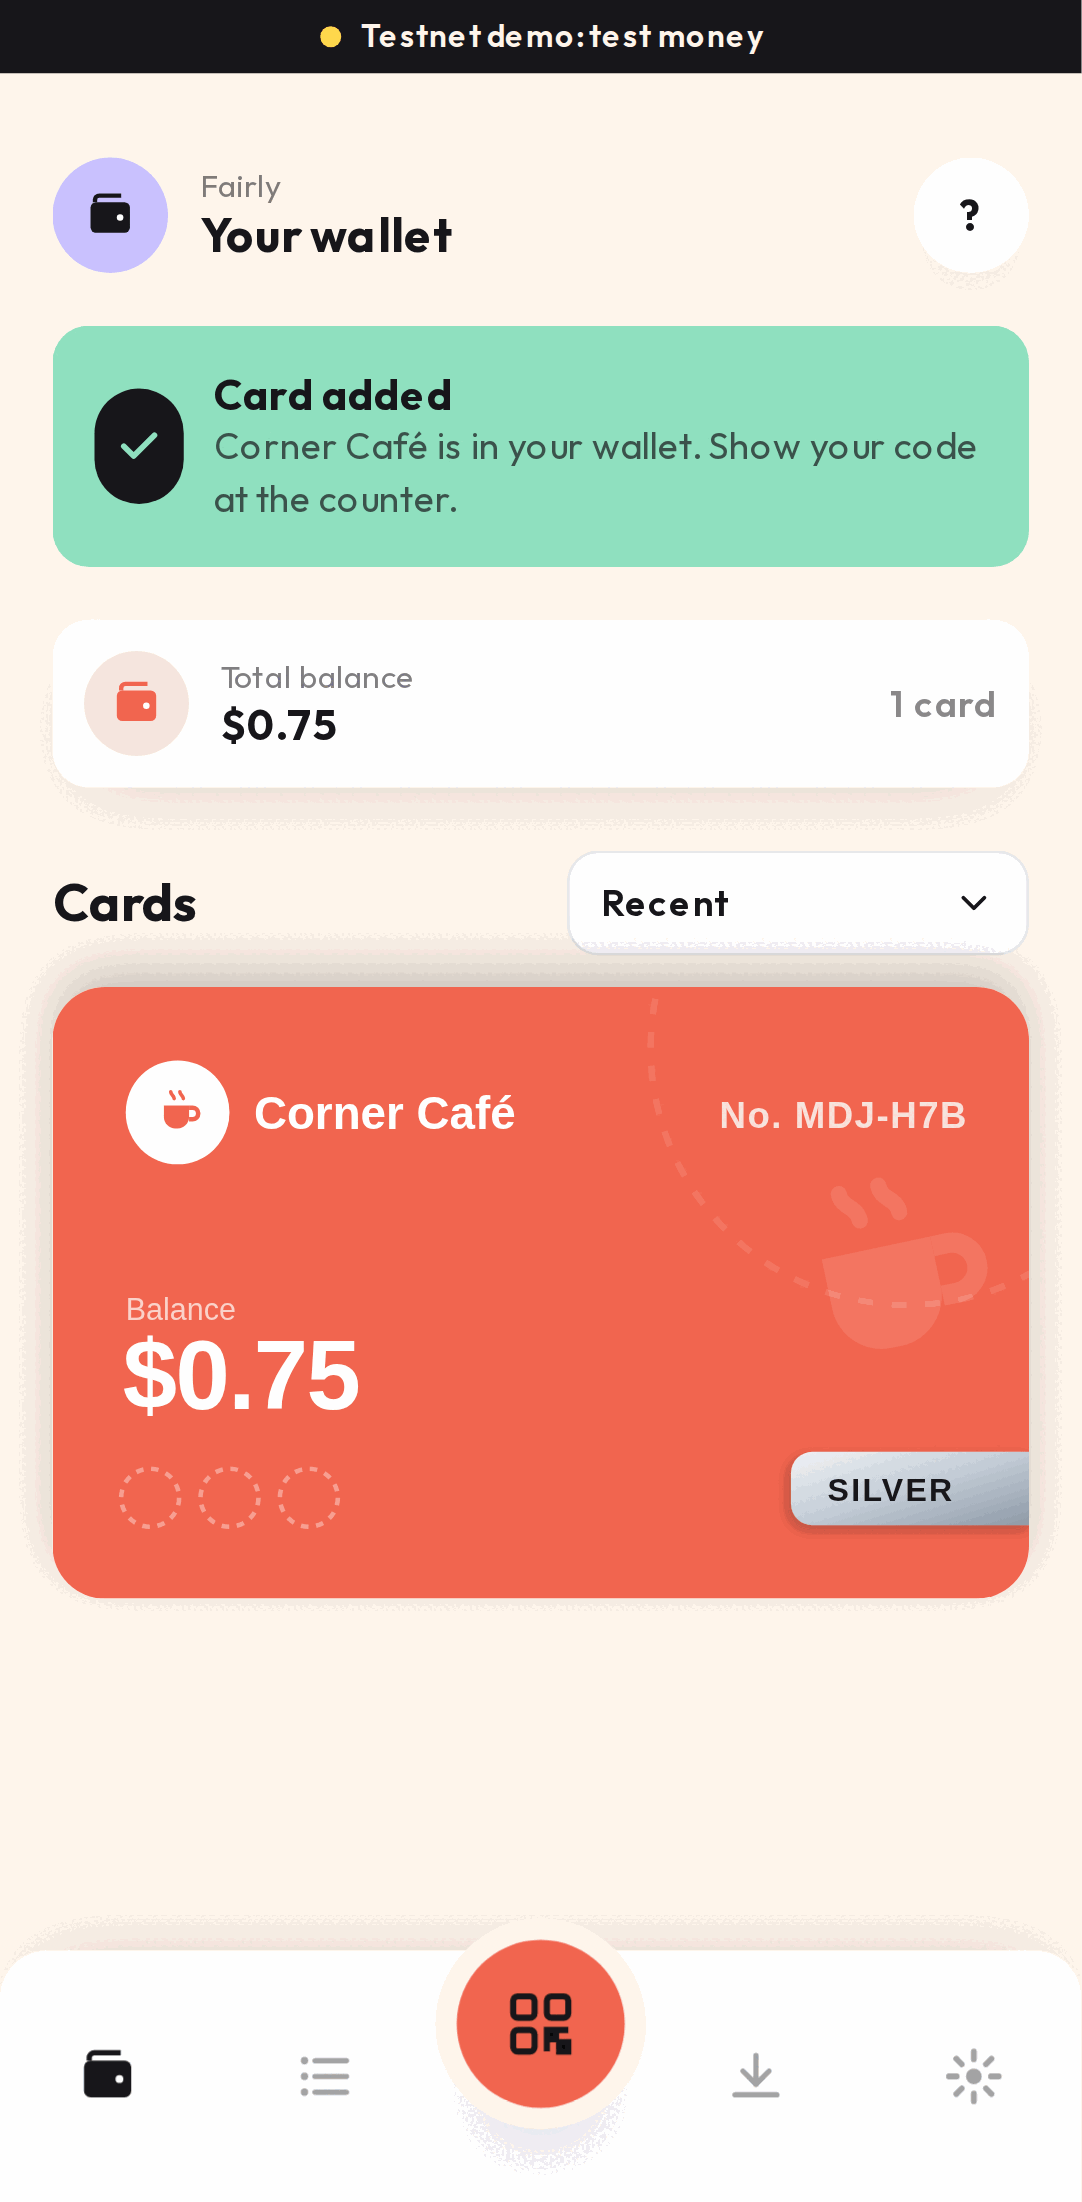 Testnet demo: test money
Fairly
Your wallet
?
Card added
Corner Café is in your wallet. Show your code
at the counter.
Total balance
$0.75
1 card
Cards
Recent
Corner Café
No. MDJ-H7B
Balance
$0.75
SILVER